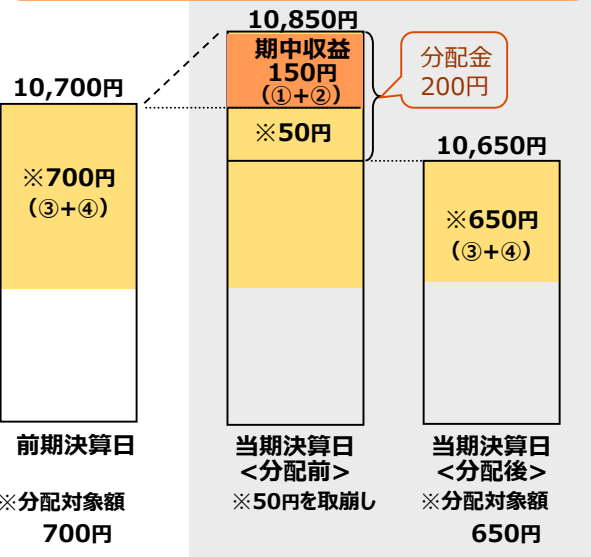 10,850円
期中収益
150円
(①+②)
分配金
200円
10,700円
※50円
10,650円
※700円
(③+④)
※650円
(③+④)
前期決算日
当期決算日
<分配前>
当期決算日
<分配後>
※分配対象額
700円
※50円を取崩し
※分配対象額
650円